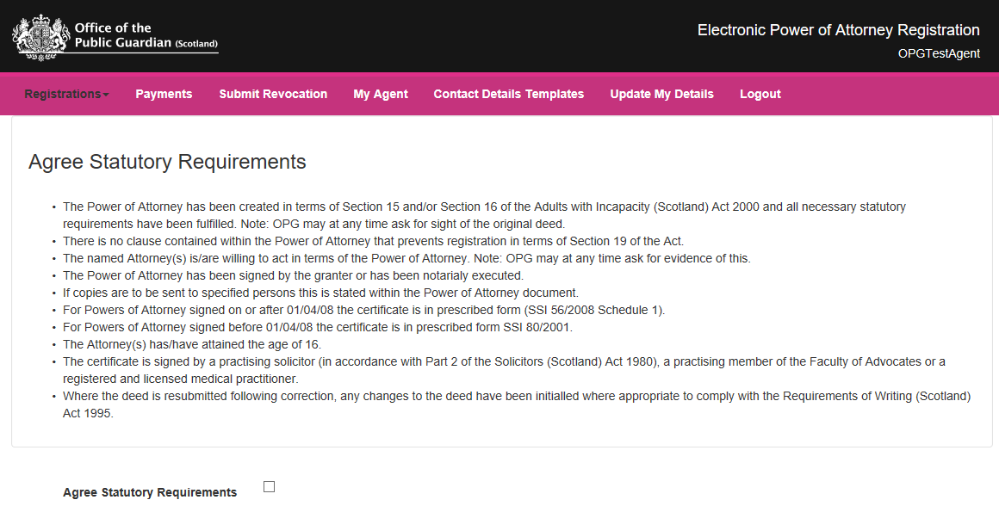 Office of the
Public Guardian (Scotland)
Electronic Power of Attorney Registration
OPGTestAgent
Registrations Payments Submit Revocation My Agent Contact Details Templates Update My Details Logout
Agree Statutory Requirements
• The Power of Attorney has been created in terms of Section 15 and/or Section 16 of the Adults with Incapacity (Scotland) Act 2000 and all necessary statutory
requirements have been fulfilled. Note: OPG may at any time ask for sight of the original deed.
• There is no clause contained within the Power of Attorney that prevents registration in terms of Section 19 of the Act.
• The named Attorney(s) is/are willing to act in terms of the Power of Attorney. Note: OPG may at any time ask for evidence of this.
• The Power of Attorney has been signed by the granter or has been notarialy executed.
• If copies are to be sent to specified persons this is stated within the Power of Attorney document.
• For Powers of Attorney signed on or after 01/04/08 the certificate is in prescribed form (SSI 56/2008 Schedule 1).
• For Powers of Attorney signed before 01/04/08 the certificate is in prescribed form SSI 80/2001.
• The Attorney(s) has/have attained the age of 16.
• The certificate is signed by a practising solicitor (in accordance with Part 2 of the Solicitors (Scotland) Act 1980), a practising member of the Faculty of Advocates or a
registered and licensed medical practitioner.
• Where the deed is resubmitted following correction, any changes to the deed have been initialled where appropriate to comply with the Requirements of Writing (Scotland)
Act 1995.
Agree Statutory Requirements